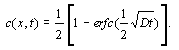 c(x,t) = 1/2 [1 − erfc(1/2 √Dt)].